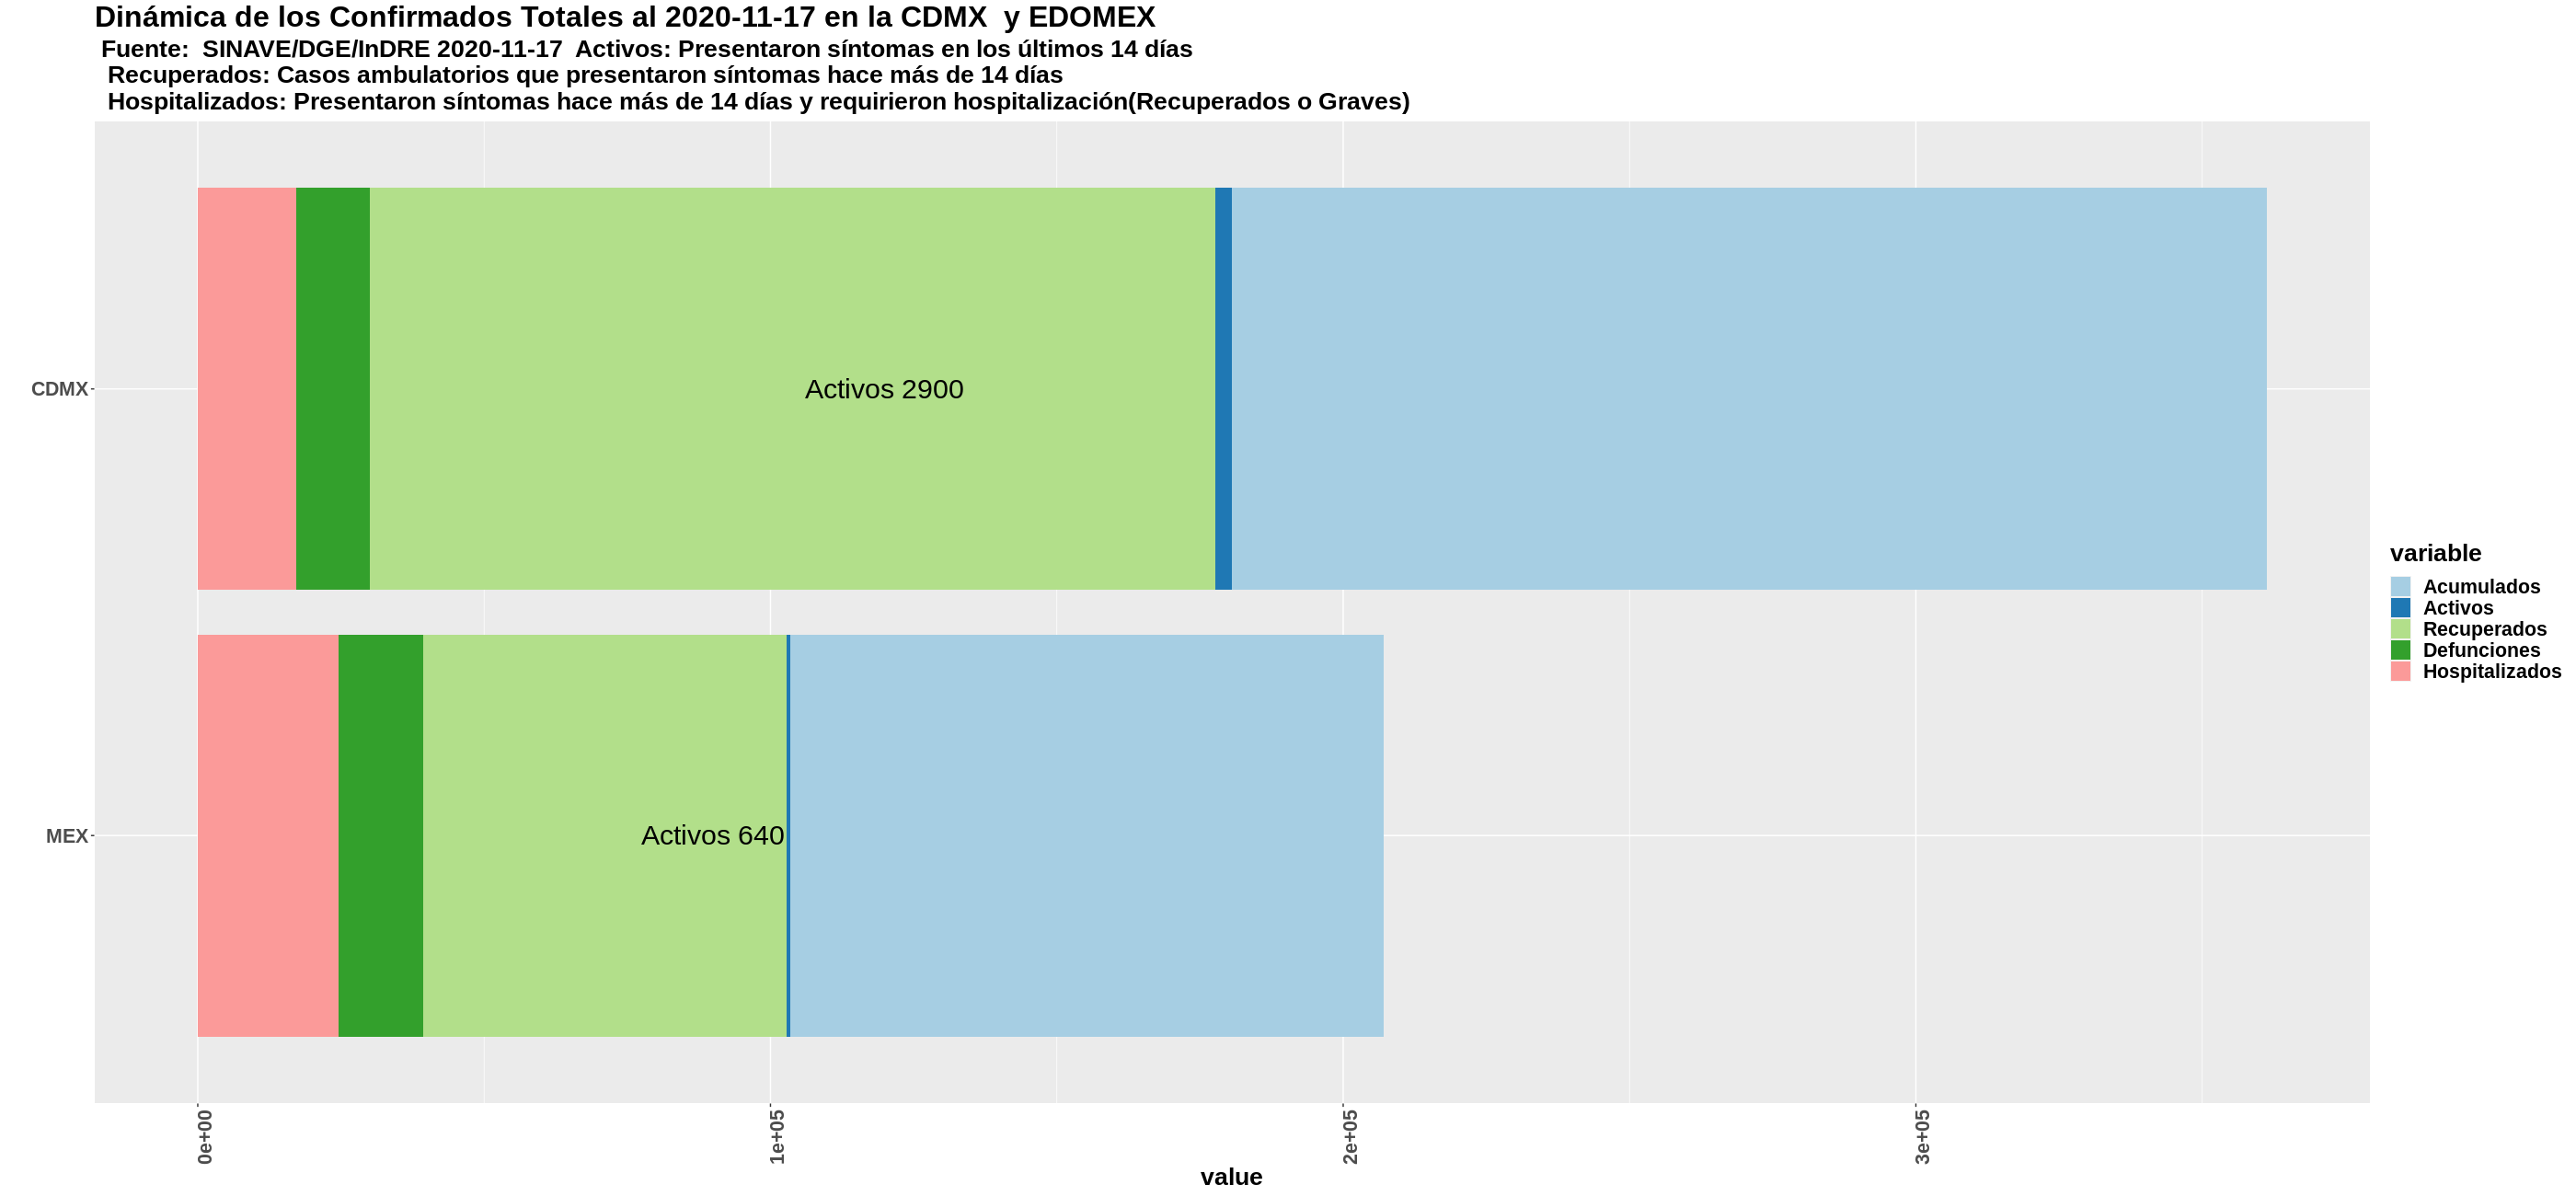 Dinámica de los Confirmados Totales al 2020-11-17 en la CDMX  y EDOMEX
Fuente:  SINAVE/DGE/InDRE 2020-11-17  Activos: Presentaron síntomas en los últimos 14 días
Recuperados: Casos ambulatorios que presentaron síntomas hace más de 14 días
Hospitalizados: Presentaron síntomas hace más de 14 días y requirieron hospitalización(Recuperados o Graves)
CDMX
Activos 2900
MEX
Activos 640
0e+00
1e+05
2e+05
3e+05
value
variable
Acumulados
Activos
Recuperados
Defunciones
Hospitalizados